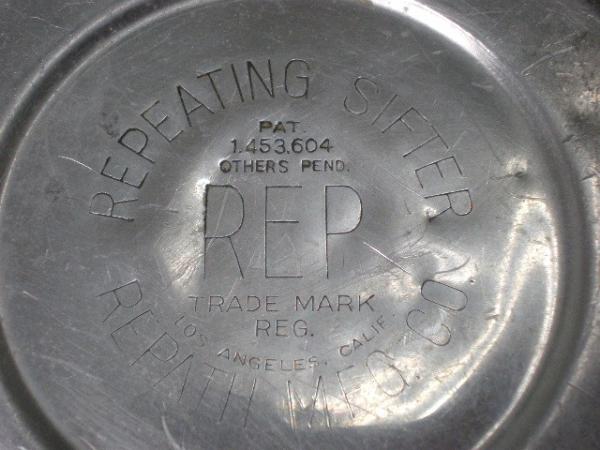 REPEATING SIFTER
PAT.
1.453.604
OTHERS PEND.
REP
TRADE MARK
REG.
LOS ANGELES, CALIF.
REPATH MFG. CO